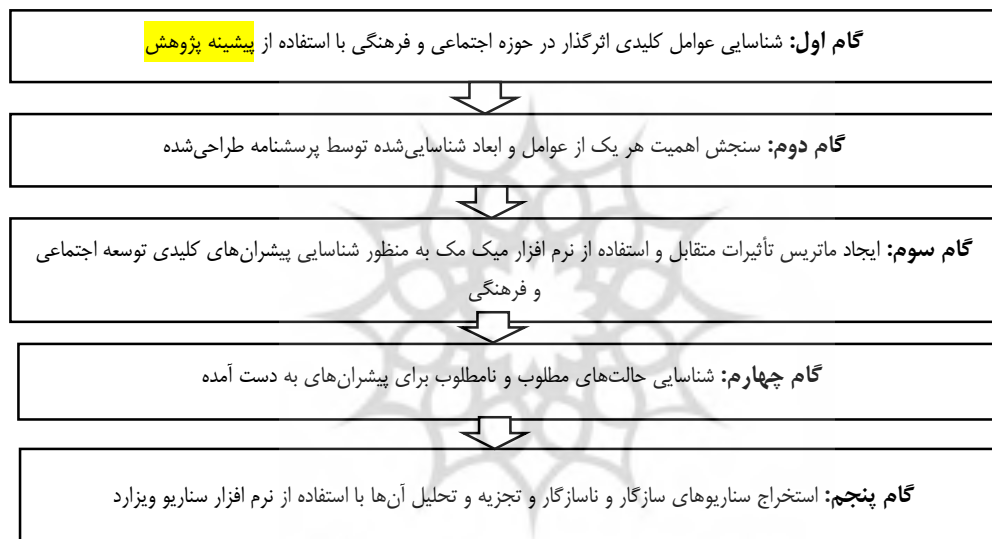 گام اول: شناسایی عوامل کلیدی اثرگذار در حوزه اجتماعی و فرهنگی با استفاده از پیشینه پژوهش
گام دوم: سنجش اهمیت هر یک از عوامل و ابعاد شناسایی‌شده توسط پرسشنامه طراحی‌شده
گام سوم: ایجاد ماتریس تأثیرات متقابل و استفاده از نرم افزار میک مک به منظور شناسایی پیشران‌های کلیدی توسعه اجتماعی
و فرهنگی
گام چهارم: شناسایی حالت‌های مطلوب و نامطلوب برای پیشران‌های به دست آمده
گام پنجم: استخراج سناریوهای سازگار و ناسازگار و تجزیه و تحلیل آن‌ها با استفاده از نرم افزار سناریو ویزارد